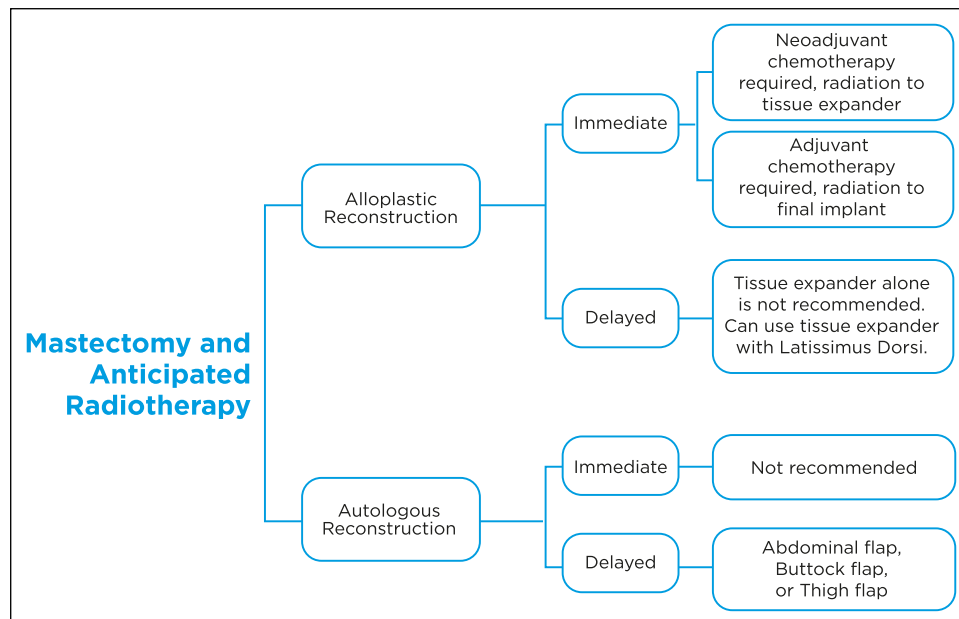 Mastectomy and
Anticipated
Radiotherapy
Alloplastic
Reconstruction
Immediate
Neoadjuvant
chemotherapy
required, radiation to
tissue expander
Adjuvant
chemotherapy
required, radiation to
final implant
Delayed
Tissue expander alone
is not recommended.
Can use tissue expander
with Latissimus Dorsi.
Autologous
Reconstruction
Immediate
Not recommended
Delayed
Abdominal flap,
Buttock flap,
or Thigh flap